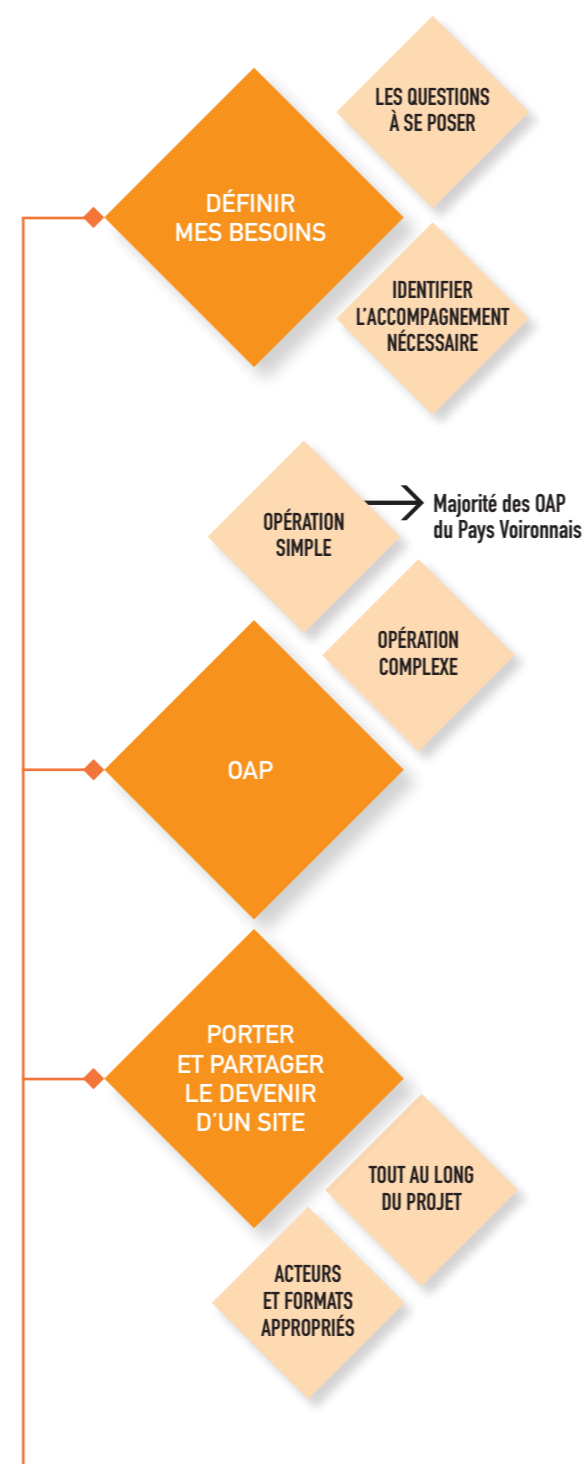 LES QUESTIONS
À SE POSER
DÉFINIR
MES BESOINS
IDENTIFIER
L'ACCOMPAGNEMENT
NÉCESSAIRE
OPÉRATION
SIMPLE
Majorité des OAP
du Pays Voironnais
OPÉRATION
COMPLEXE
OAP
PORTER
ET PARTAGER
LE DEVENIR
D'UN SITE
TOUT AU LONG
DU PROJET
ACTEURS
ET FORMATS
APPROPRIÉS